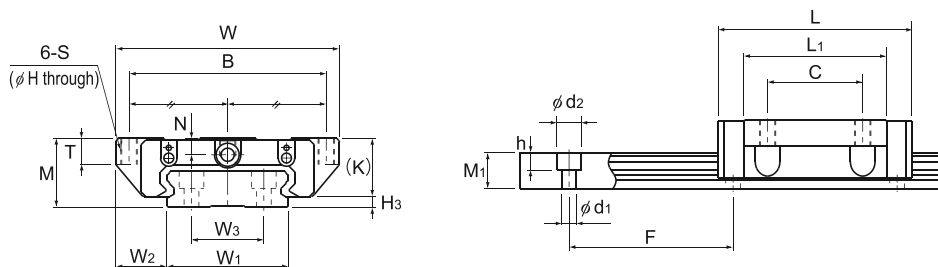 W
6-S
(φH through)
B
N
T
M
(K)
H3
W3
W2
W1
L
L1
C
φd2
h
M1
φd1
F